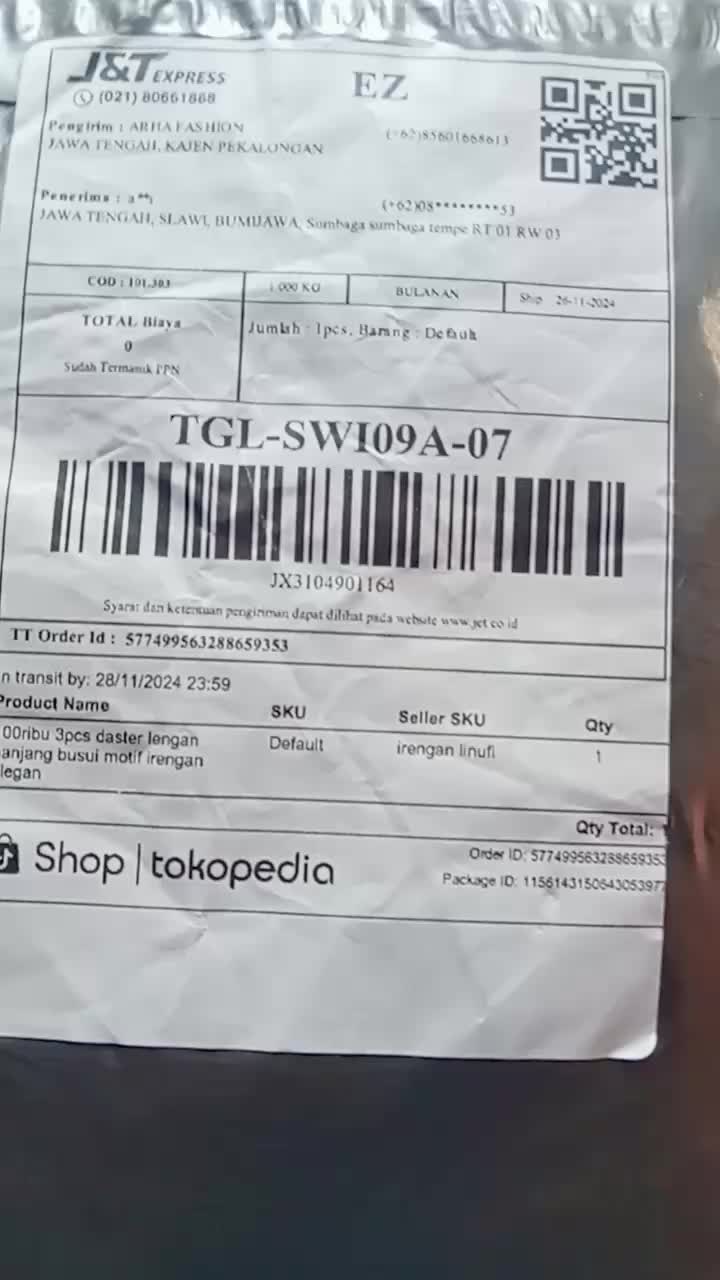 J&T EXPRESS
(021) 80661868
EZ
Pengirim : ARHA FASHION
(+62)85601668613
JAWA TENGAH, KAJEN PEKALONGAN
Penerima : a**i
(+62)08********53
JAWA TENGAH, SLAWI, BUMIJAWA, Sumbaga sumbaga tempe RT 01 RW 03
COD : 101.303
1.000 KG
BULANAN
Ship 26-11-2024
TOTAL Biaya
0
Sudah Termasuk PPN
Jumlah : 1pcs, Barang : Default
TGL-SWI09A-07
JX3104901164
Syarat dan ketentuan pengiriman dapat dilihat pada website www.jet.co.id
TT Order Id : 577499563288659353
n transit by: 28/11/2024 23:59
Product Name SKU Seller SKU Qty
00ribu 3pcs daster lengan Default irengan linufi 1
anjang busui motif irengan
legan
Qty Total:
Shop | tokopedia
Order ID: 577499563288659353
Package ID: 115614315064305397